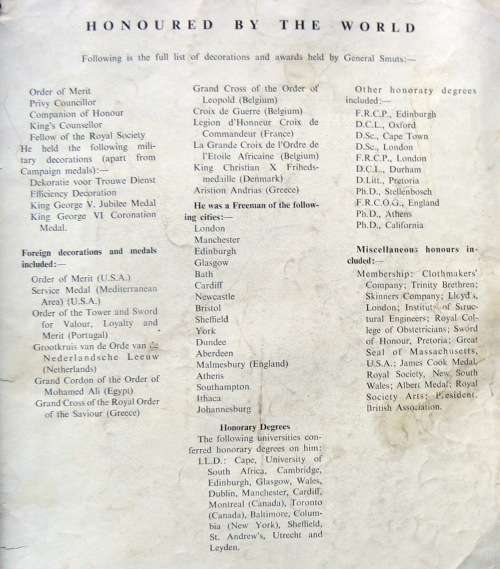 HONOURED BY THE WORLD
Following is the full list of decorations and awards held by General Smuts:—
Order of Merit
Privy Councillor
Companion of Honour
King's Counsellor
Fellow of the Royal Society
He held the following mili-
tary decorations (apart from
Campaign medals):—
Dekoratie voor Trouwe Dienst
Efficiency Decoration
King George V. Jubilee Medal
King George VI Coronation
Medal.
Foreign decorations and medals
included:—
Order of Merit (U.S.A.)
Service Medal (Mediterranean
Area) (U.S.A.)
Order of the Tower and Sword
for Valour, Loyalty and
Merit (Portugal)
Grootkruis van de Orde van de
Nederlandsche Leeuw
(Netherlands)
Grand Cordon of the Order of
Mohamed Ali (Egypt)
Grand Cross of the Royal Order
of the Saviour (Greece)
Grand Cross of the Order of
Leopold (Belgium)
Croix de Guerre (Belgium)
Legion d'Honneur Croix de
Commandeur (France)
La Grande Croix de l'Ordre de
l'Etoile Africaine (Belgium)
King Christian X Friheds-
medaille (Denmark)
Aristion Andrias (Greece)
He was a Freeman of the follow-
ing cities:—
London
Manchester
Edinburgh
Glasgow
Bath
Cardiff
Newcastle
Bristol
Sheffield
York
Dundee
Aberdeen
Malmesbury (England)
Athens
Southampton
Ithaca
Johannesburg
Honorary Degrees
The following universities con-
ferred honorary degrees on him:
LL.D.: Cape, University of
South Africa, Cambridge,
Edinburgh, Glasgow, Wales,
Dublin, Manchester, Cardiff,
Montreal (Canada), Toronto
(Canada), Baltimore, Colum-
bia (New York), Sheffield,
St. Andrew's, Utrecht and
Leyden.
Other honorary degrees
included:—
F.R.C.P., Edinburgh
D.C.L., Oxford
D.Sc., Cape Town
D.Sc., London
F.R.C.P., London
D.C.L., Durham
D.Litt., Pretoria
Ph.D., Stellenbosch
F.R.C.O.G., England
Ph.D., Athens
Ph.D., California
Miscellaneous honours in-
cluded:—
Membership: Clothmakers'
Company; Trinity Brethren;
Skinners Company; Lloyd's,
London; Institute of Struc-
tural Engineers; Royal Col-
lege of Obstetricians; Sword
of Honour, Pretoria; Great
Seal of Massachusetts,
U.S.A.; James Cook Medal,
Royal Society, New South
Wales; Albert Medal; Royal
Society Arts; President,
British Association.